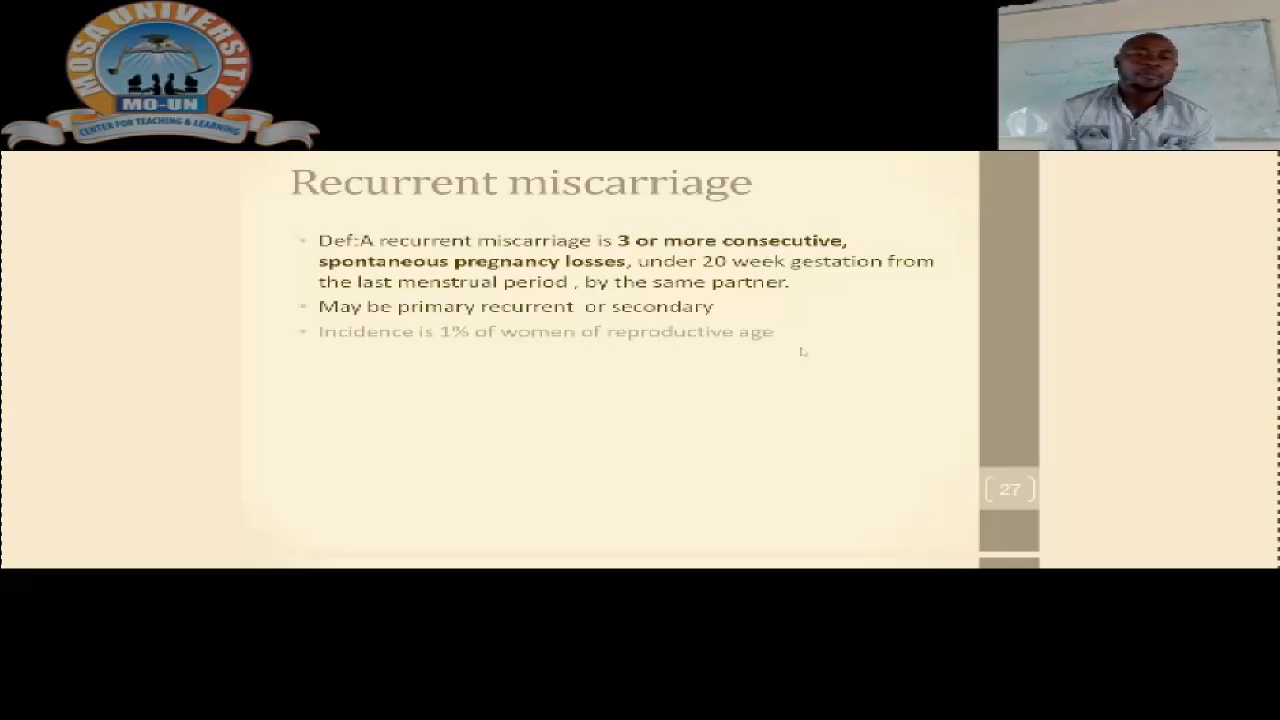 MOSA UNIVERSITY
MO-UN
CENTER FOR TEACHING & LEARNING
Recurrent miscarriage
Def:A recurrent miscarriage is 3 or more consecutive,
spontaneous pregnancy losses, under 20 week gestation from
the last menstrual period , by the same partner.
May be primary recurrent or secondary
Incidence is 1% of women of reproductive age
27